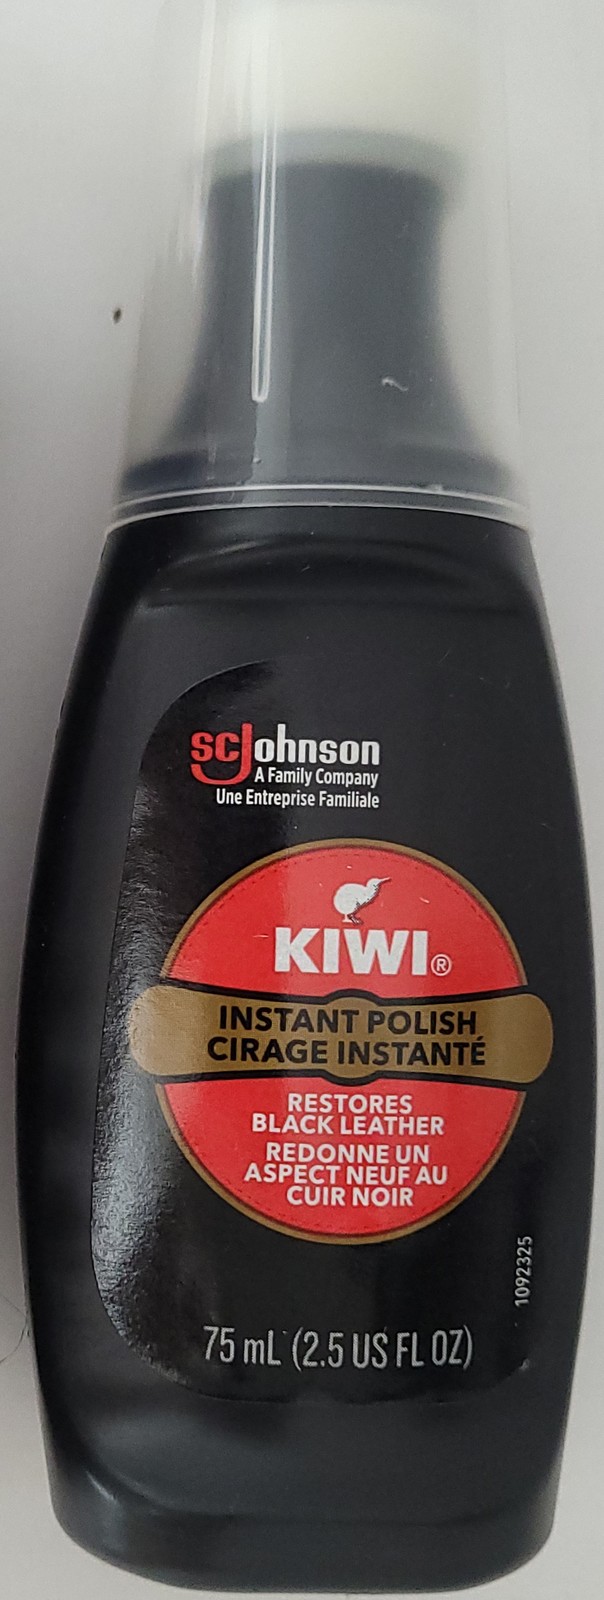 scJohnson
A Family Company
Une Entreprise Familiale
KIWI®
INSTANT POLISH
CIRAGE INSTANTÉ
RESTORES
BLACK LEATHER
REDONNE UN
ASPECT NEUF AU
CUIR NOIR
1092325
75 mL (2.5 US FL OZ)